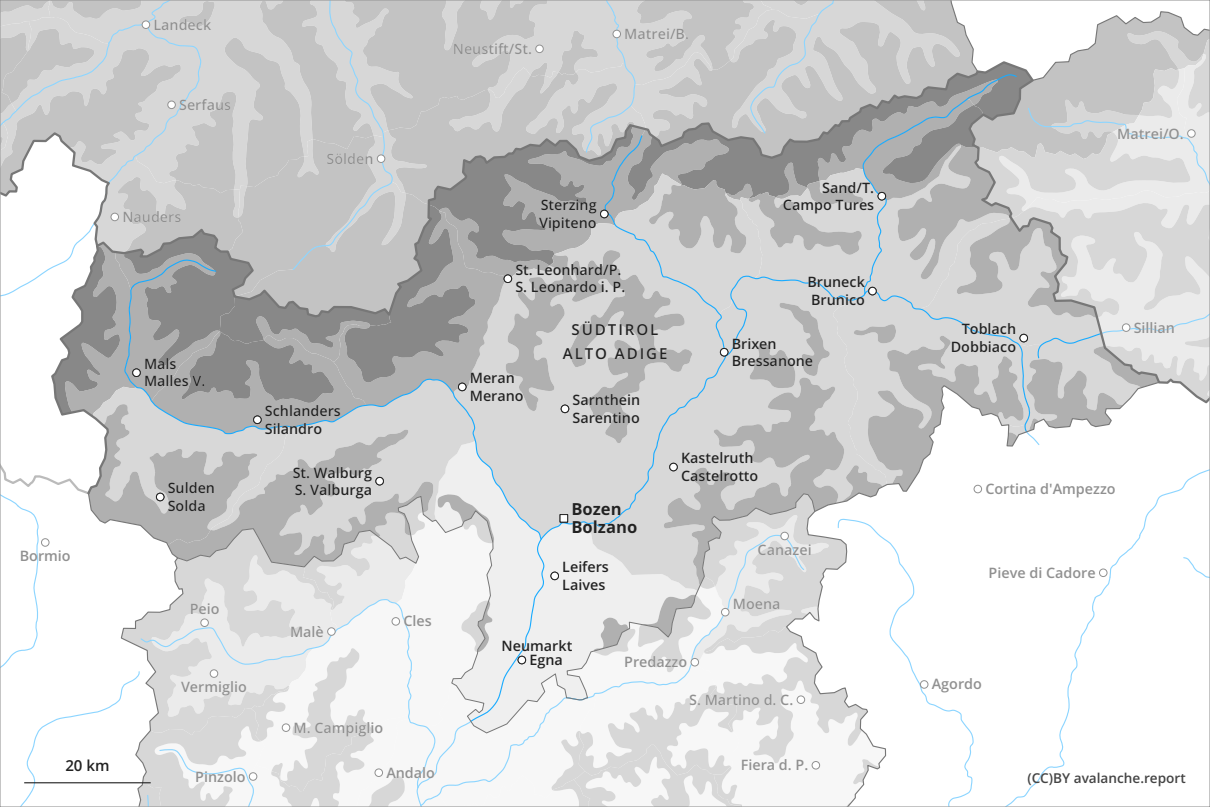 Landeck
Matrei/B.
Neustift/St.
Serfaus
Matrei/O.
Sölden
Nauders
Sand/T.
Campo Tures
Sterzing
Vipiteno
St. Leonhard/P.
S. Leonardo i. P.
Bruneck
Brunico
SÜDTIROL
ALTO ADIGE
Toblach
Dobbiaco
Sillian
Brixen
Bressanone
Mals
Malles V.
Meran
Merano
Sarnthein
Sarentino
Schlanders
Silandro
Kastelruth
Castelrotto
St. Walburg
S. Valburga
Sulden
Solda
Cortina d'Ampezzo
Bozen
Bolzano
Bormio
Canazei
Leifers
Laives
Pieve di Cadore
Peio
Moena
Malè
Cles
Neumarkt
Egna
Predazzo
Vermiglio
Agordo
S. Martino d. C.
M. Campiglio
20 km
Pinzolo
Andalo
Fiera d. P.
(CC)BY avalanche.report